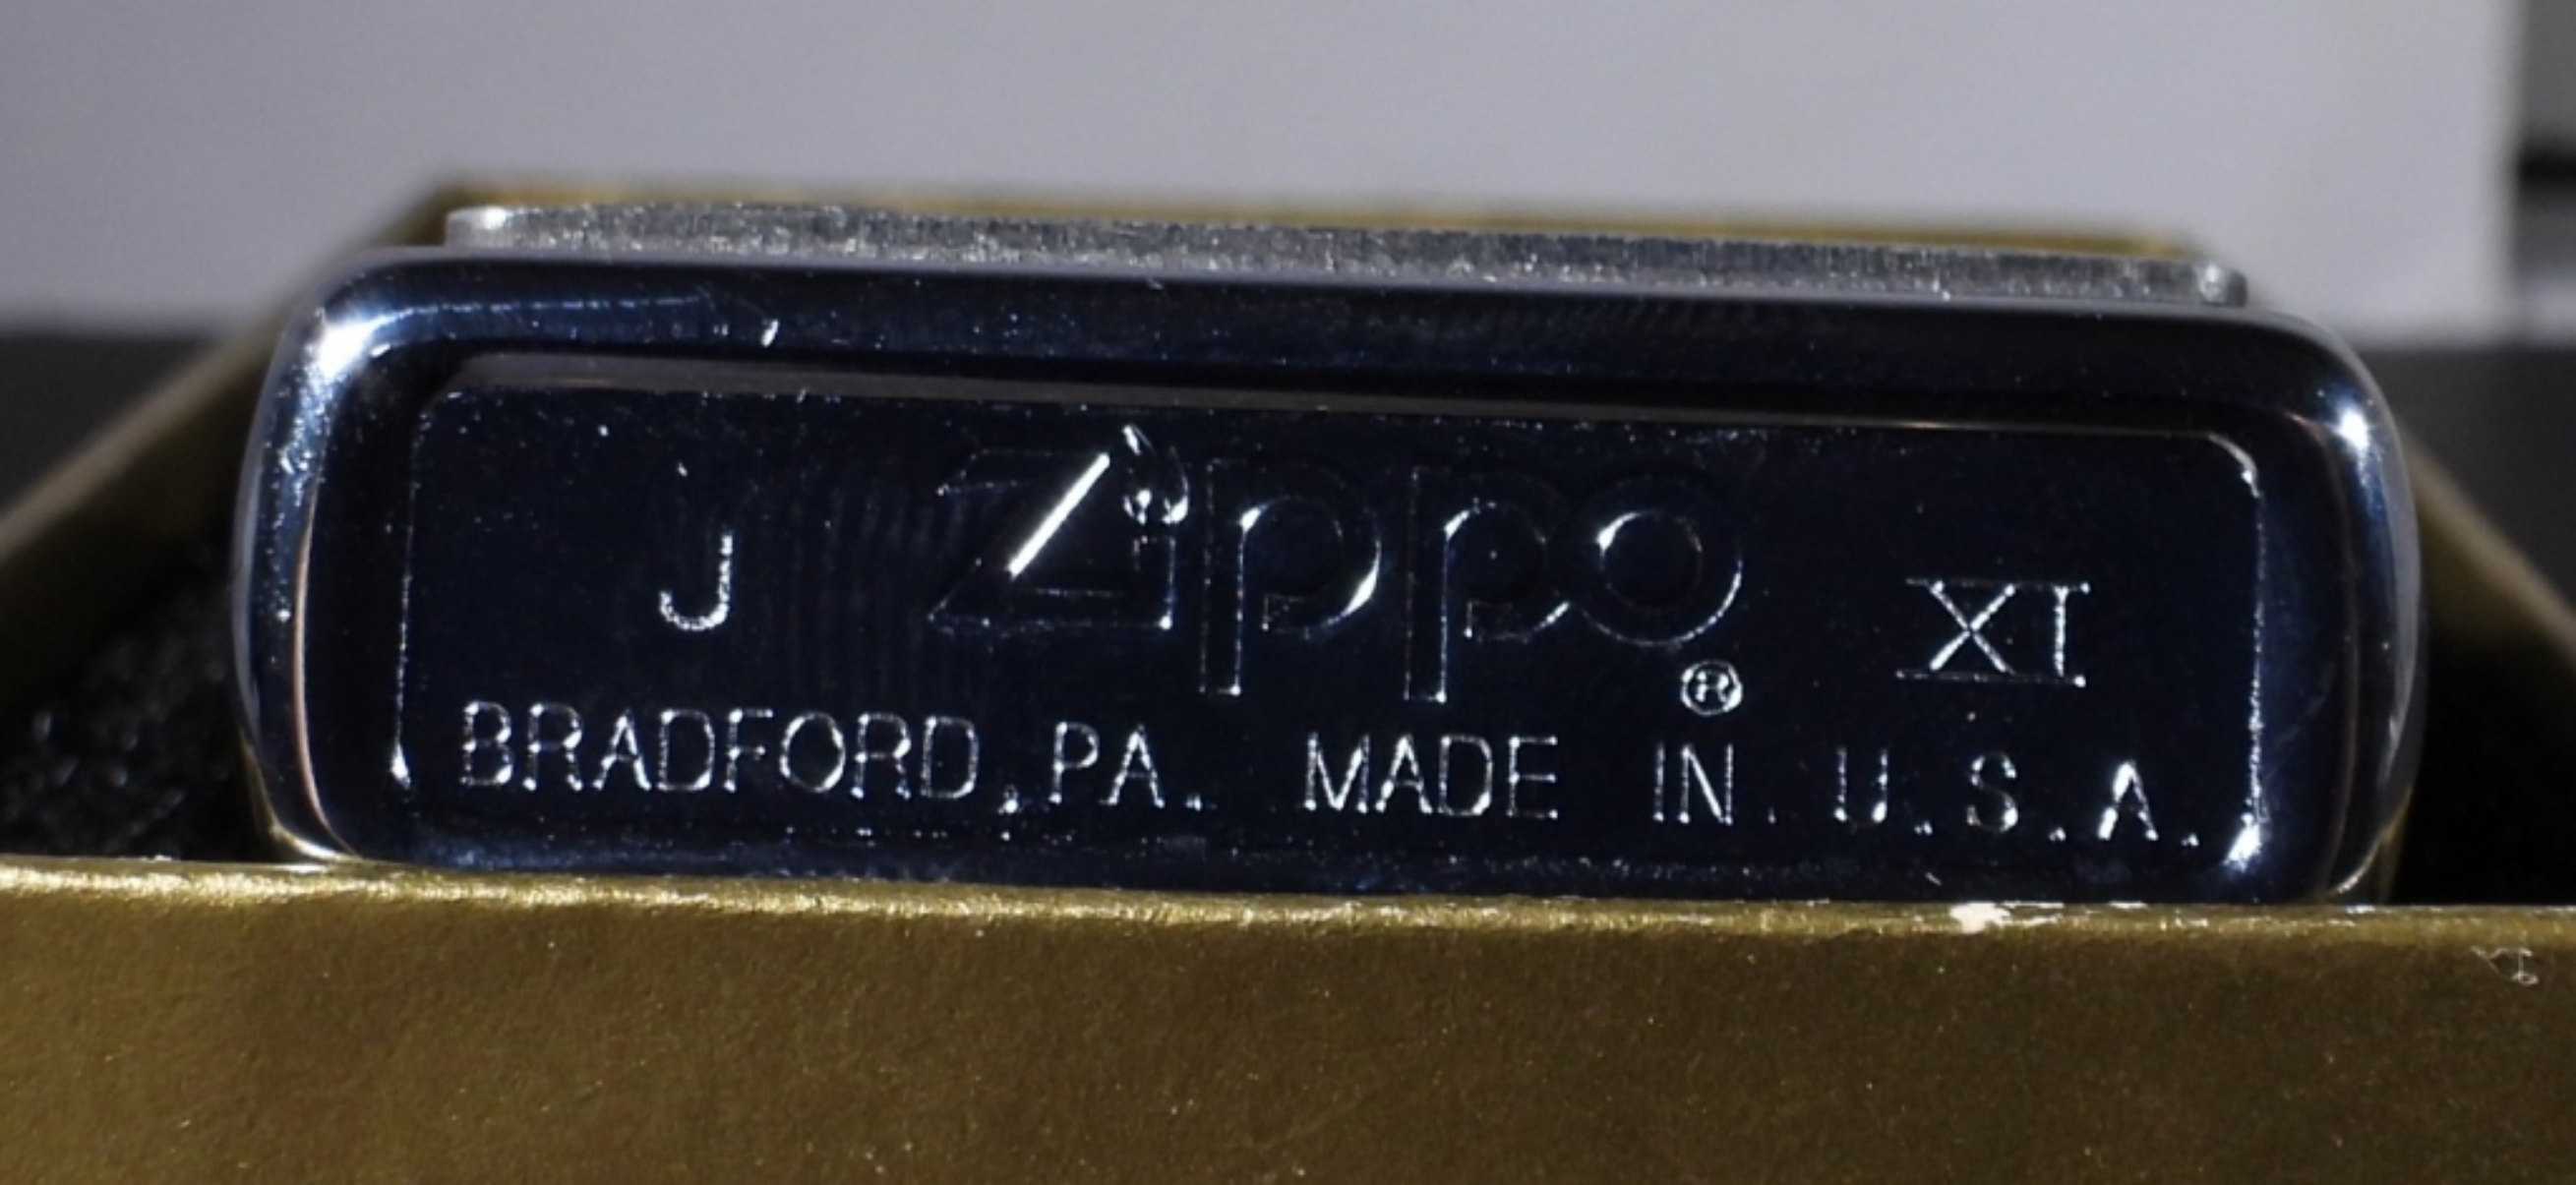 J Zippo ® XI
BRADFORD, PA. MADE IN U.S.A.